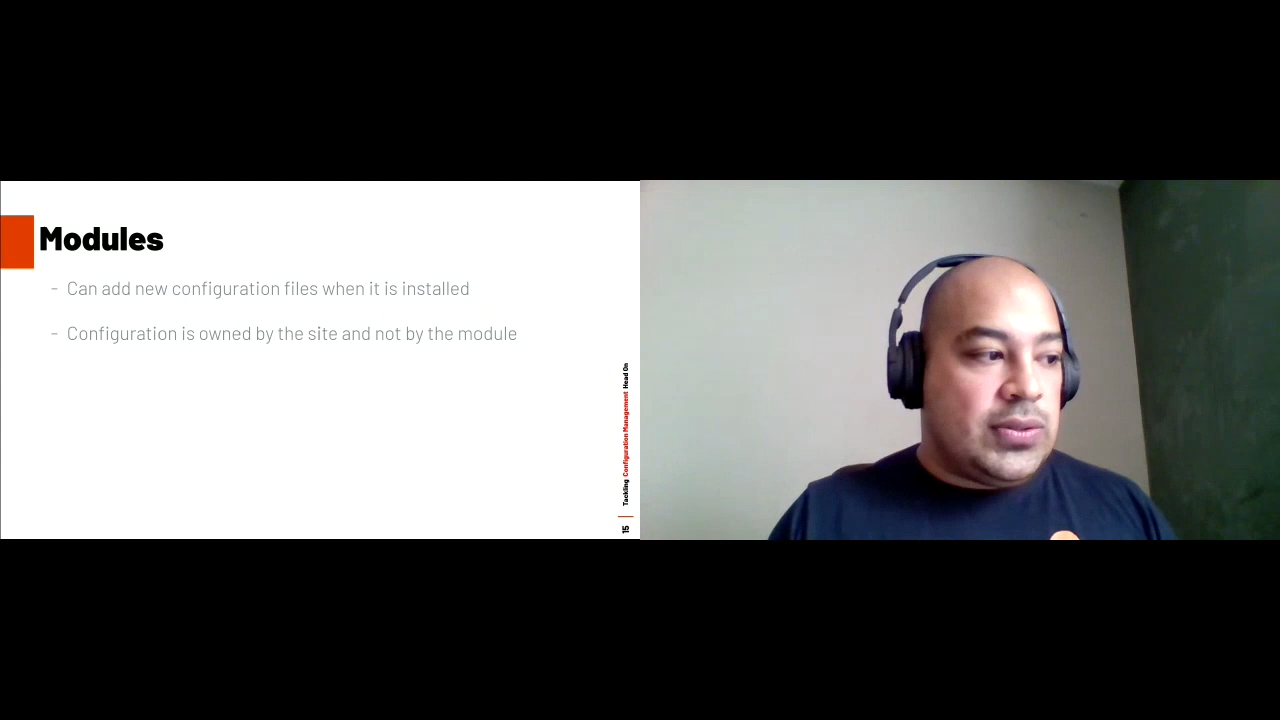 Modules
- Can add new configuration files when it is installed
- Configuration is owned by the site and not by the module
15 | Tackling Configuration Management Head On